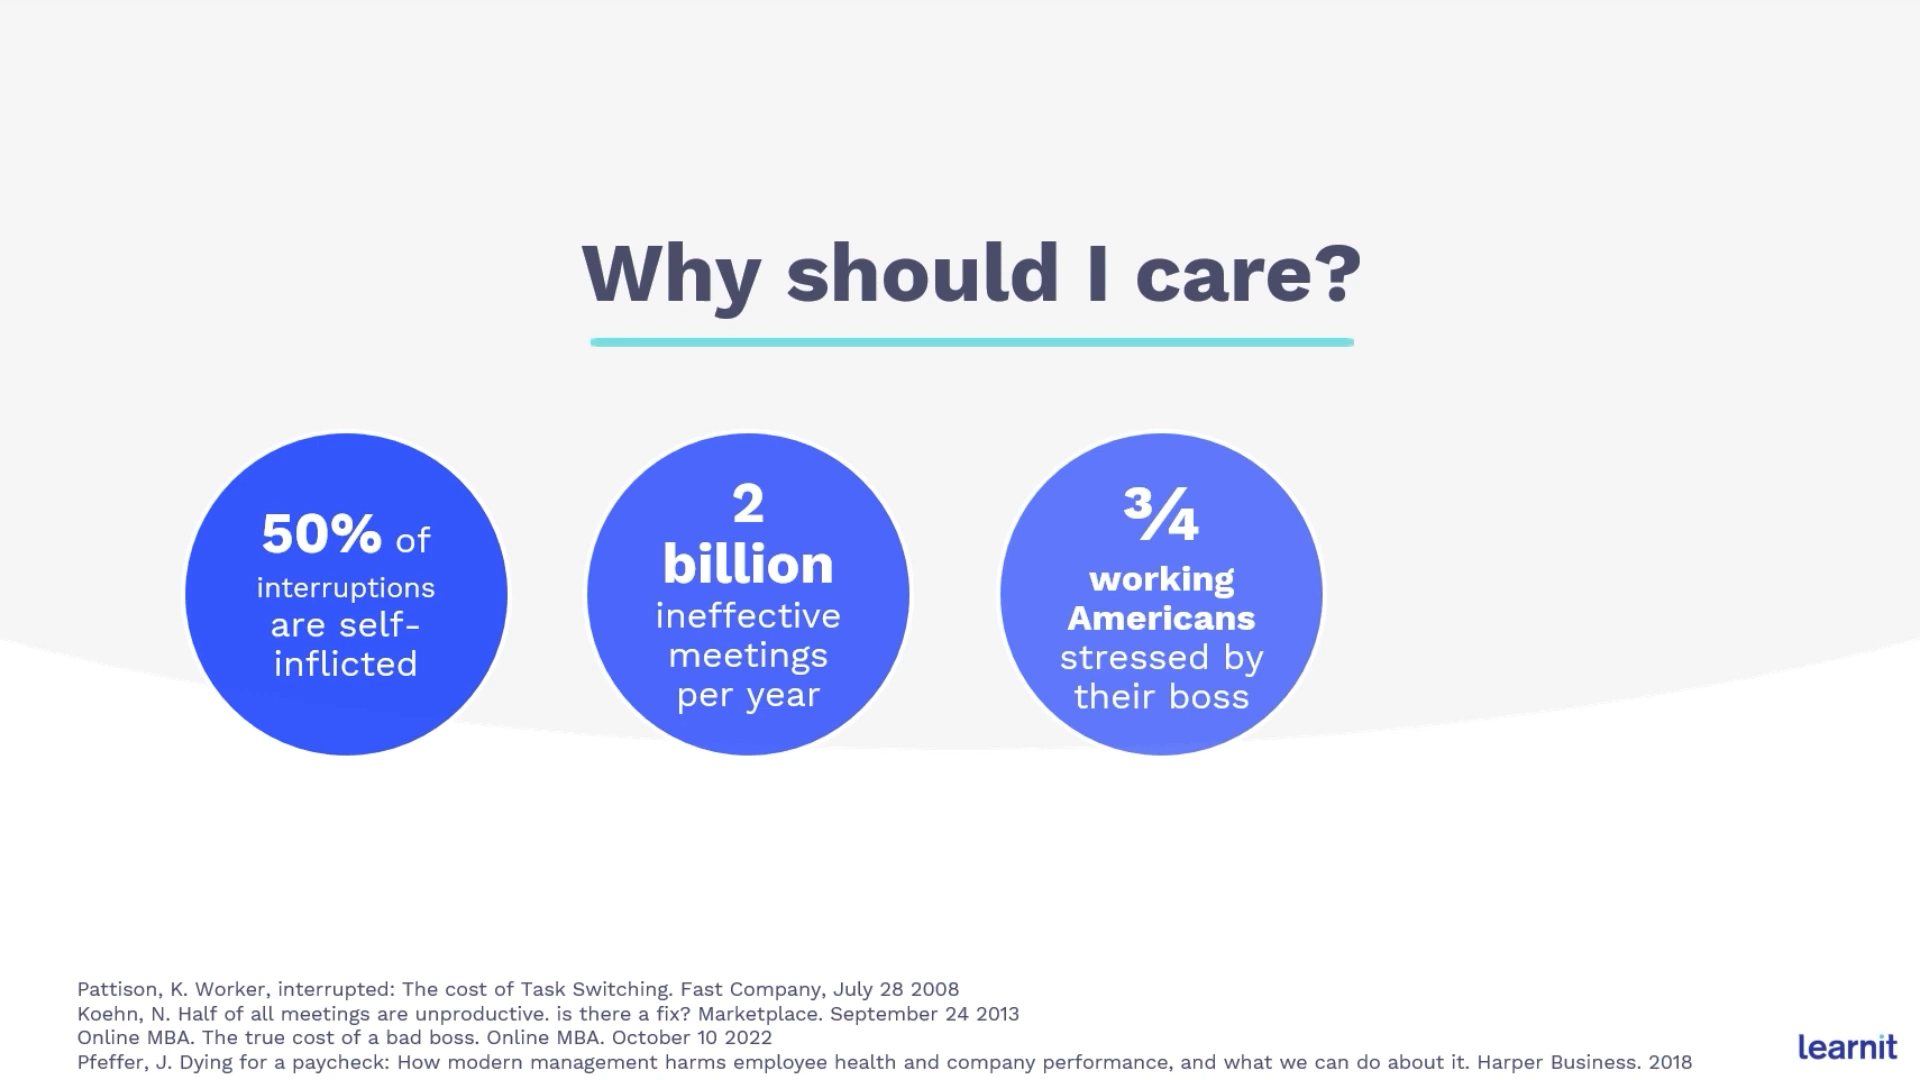 Why should I care?
50% of
interruptions
are self-
inflicted
2
billion
ineffective
meetings
per year
¾
working
Americans
stressed by
their boss
Pattison, K. Worker, interrupted: The cost of Task Switching. Fast Company, July 28 2008
Koehn, N. Half of all meetings are unproductive. is there a fix? Marketplace. September 24 2013
Online MBA. The true cost of a bad boss. Online MBA. October 10 2022
Pfeffer, J. Dying for a paycheck: How modern management harms employee health and company performance, and what we can do about it. Harper Business. 2018
learnit